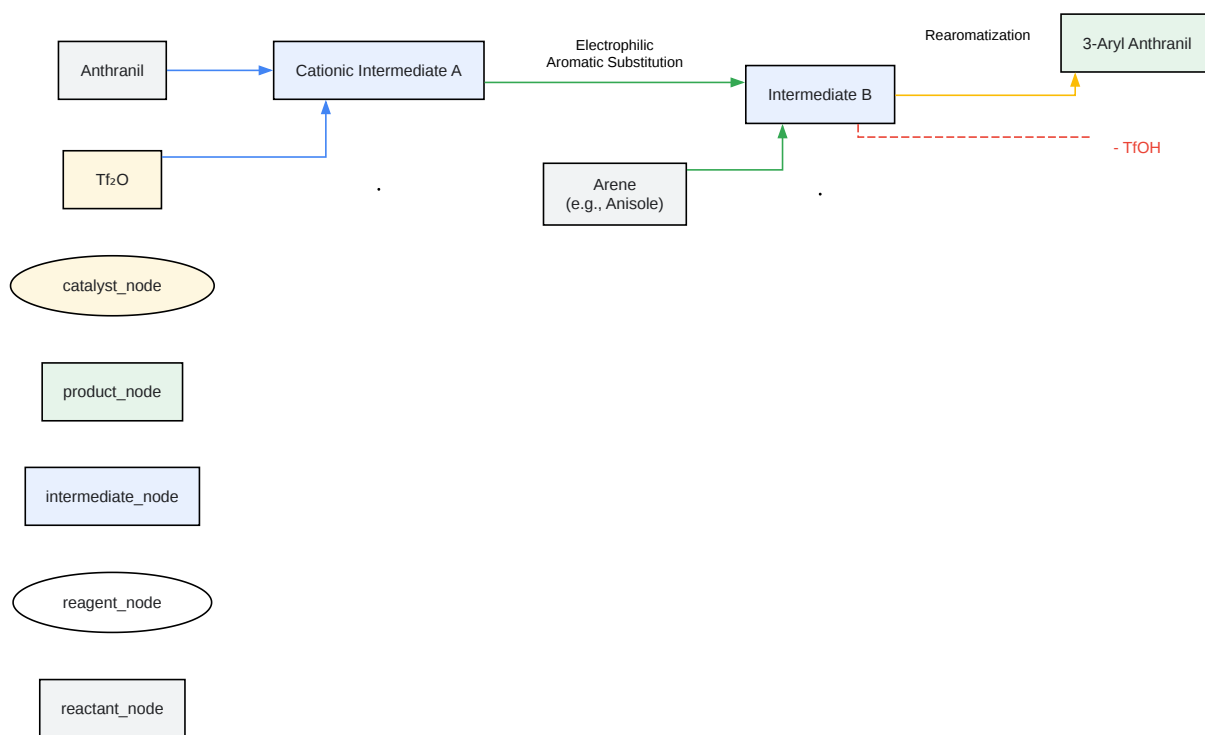 Anthranil
Cationic Intermediate A
Electrophilic
Aromatic Substitution
Intermediate B
Rearomatization
3-Aryl Anthranil
Tf₂O
Arene
(e.g., Anisole)
- TfOH
catalyst_node
product_node
intermediate_node
reagent_node
reactant_node